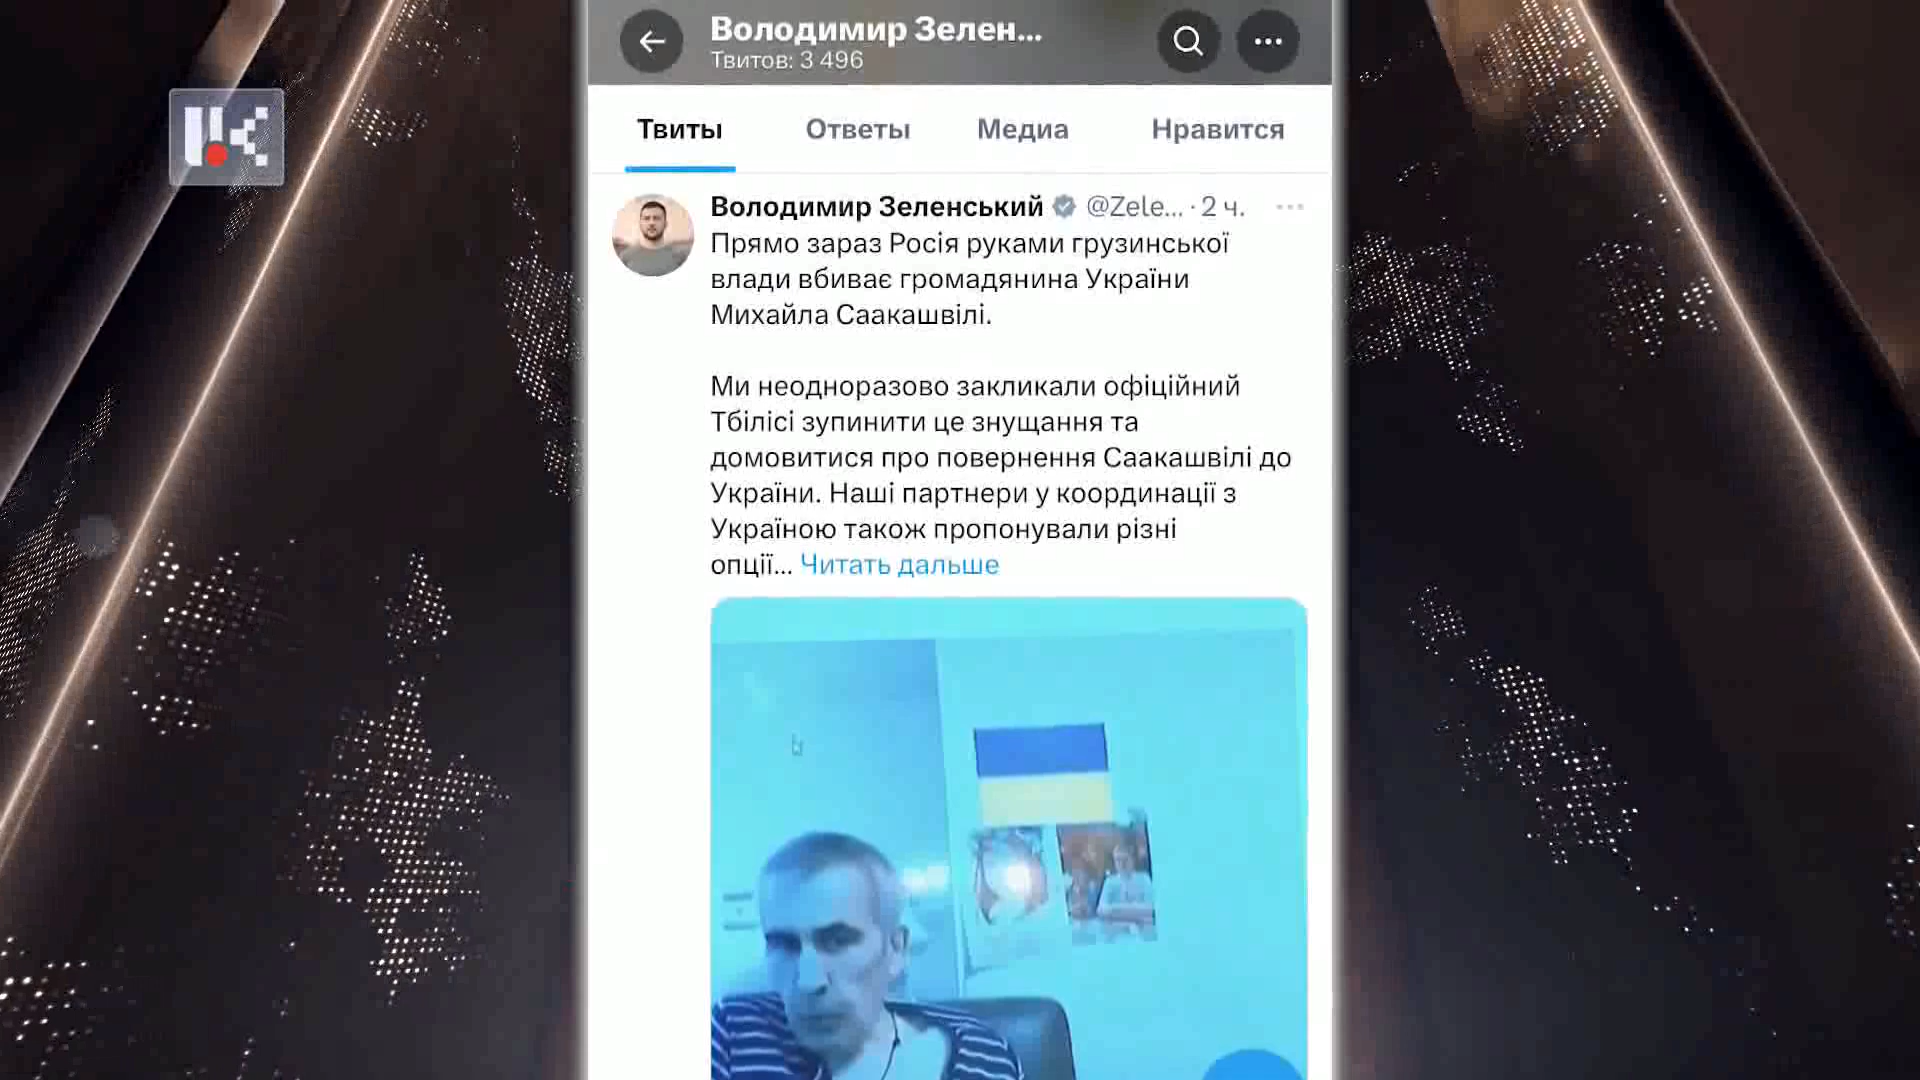 Володимир Зелен...
Твитов: 3 496
Твиты
Ответы
Медиа
Нравится
Володимир Зеленський @Zele... · 2 ч.
Прямо зараз Росія руками грузинської
влади вбиває громадянина України
Михайла Саакашвілі.
Ми неодноразово закликали офіційний
Тбілісі зупинити це знущання та
домовитися про повернення Саакашвілі до
України. Наші партнери у координації з
Україною також пропонували різні
опції... Читать дальше